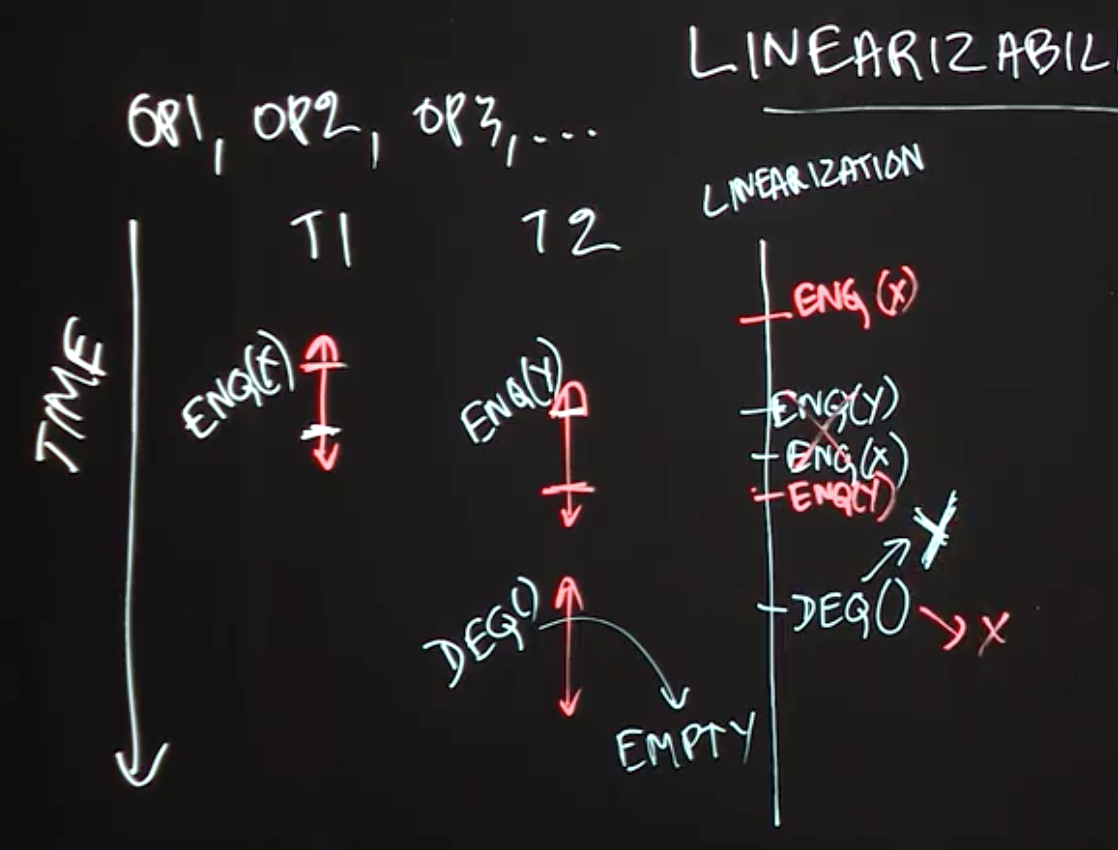 LINEARIZABIL
OP1, OP2, OP3, ...
LINEARIZATION
T1 T2
TIME
ENQ(X)
ENQ(Y)
ENQ(X)
ENQ(Y)
ENQ(X)
ENQ(Y)
DEQ()
EMPTY
Y
DEQ()
X